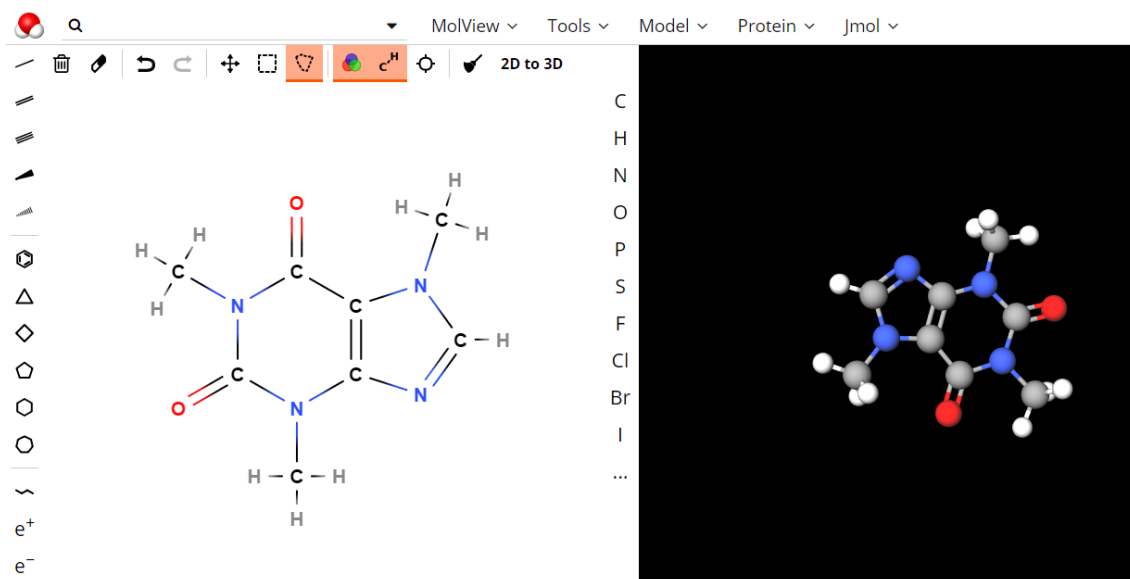 MolView Tools Model Protein Jmol
2D to 3D
C
H
N
O
P
S
F
Cl
Br
I
...
e+
e−
H
H C H
O
H H
H C C N
H N C
C H
C C
O N N
H C H
H
C H